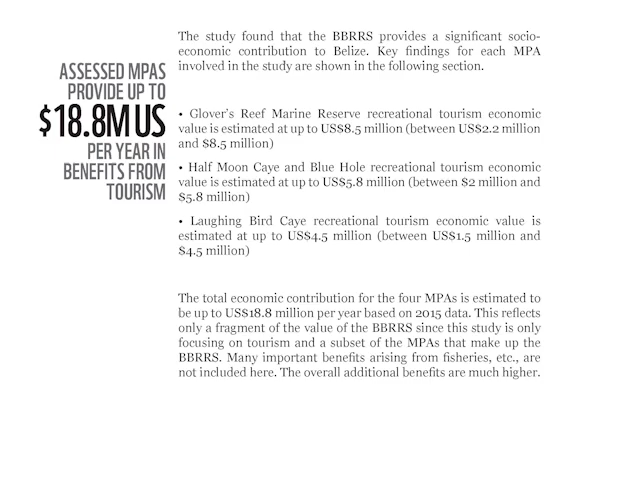 The study found that the BBRRS provides a significant socio-
economic contribution to Belize. Key findings for each MPA
involved in the study are shown in the following section.
ASSESSED MPAS
PROVIDE UP TO
$18.8M US
PER YEAR IN
BENEFITS FROM
TOURISM
• Glover's Reef Marine Reserve recreational tourism economic
value is estimated at up to US$8.5 million (between US$2.2 million
and $8.5 million)
• Half Moon Caye and Blue Hole recreational tourism economic
value is estimated at up to US$5.8 million (between $2 million and
$5.8 million)
• Laughing Bird Caye recreational tourism economic value is
estimated at up to US$4.5 million (between US$1.5 million and
$4.5 million)
The total economic contribution for the four MPAs is estimated to
be up to US$18.8 million per year based on 2015 data. This reflects
only a fragment of the value of the BBRRS since this study is only
focusing on tourism and a subset of the MPAs that make up the
BBRRS. Many important benefits arising from fisheries, etc., are
not included here. The overall additional benefits are much higher.